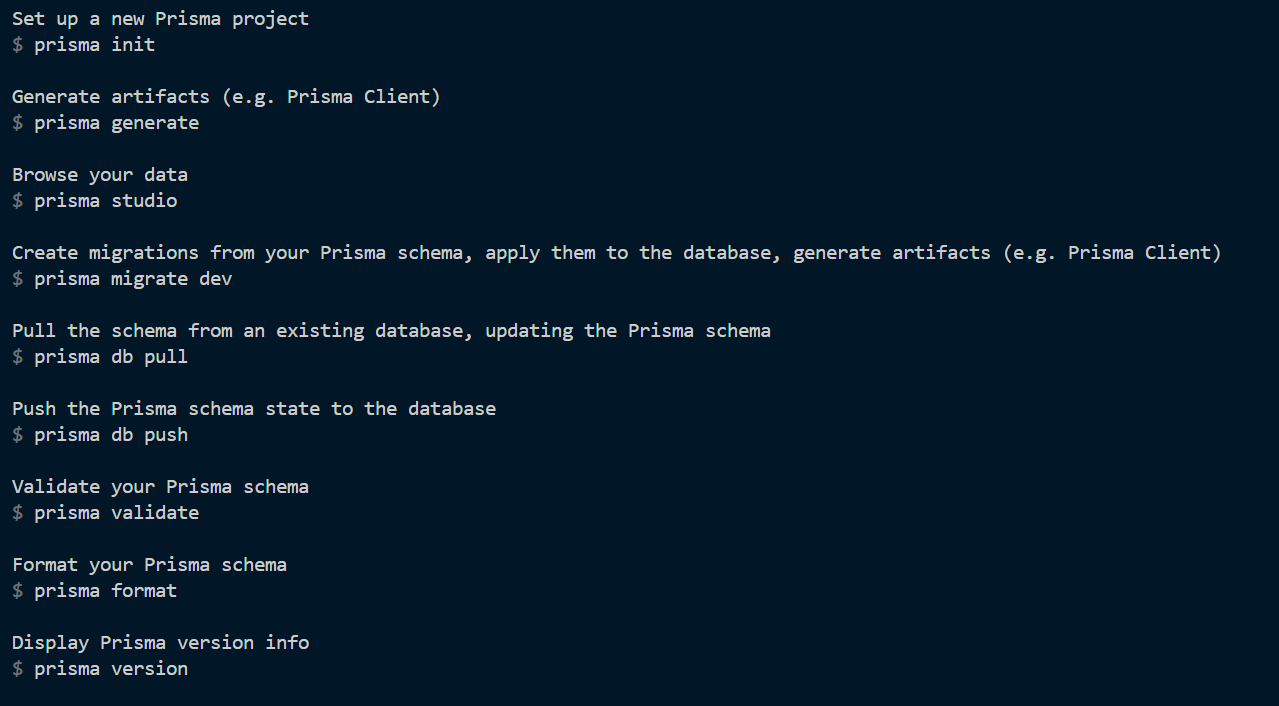 Set up a new Prisma project
$ prisma init
Generate artifacts (e.g. Prisma Client)
$ prisma generate
Browse your data
$ prisma studio
Create migrations from your Prisma schema, apply them to the database, generate artifacts (e.g. Prisma Client)
$ prisma migrate dev
Pull the schema from an existing database, updating the Prisma schema
$ prisma db pull
Push the Prisma schema state to the database
$ prisma db push
Validate your Prisma schema
$ prisma validate
Format your Prisma schema
$ prisma format
Display Prisma version info
$ prisma version